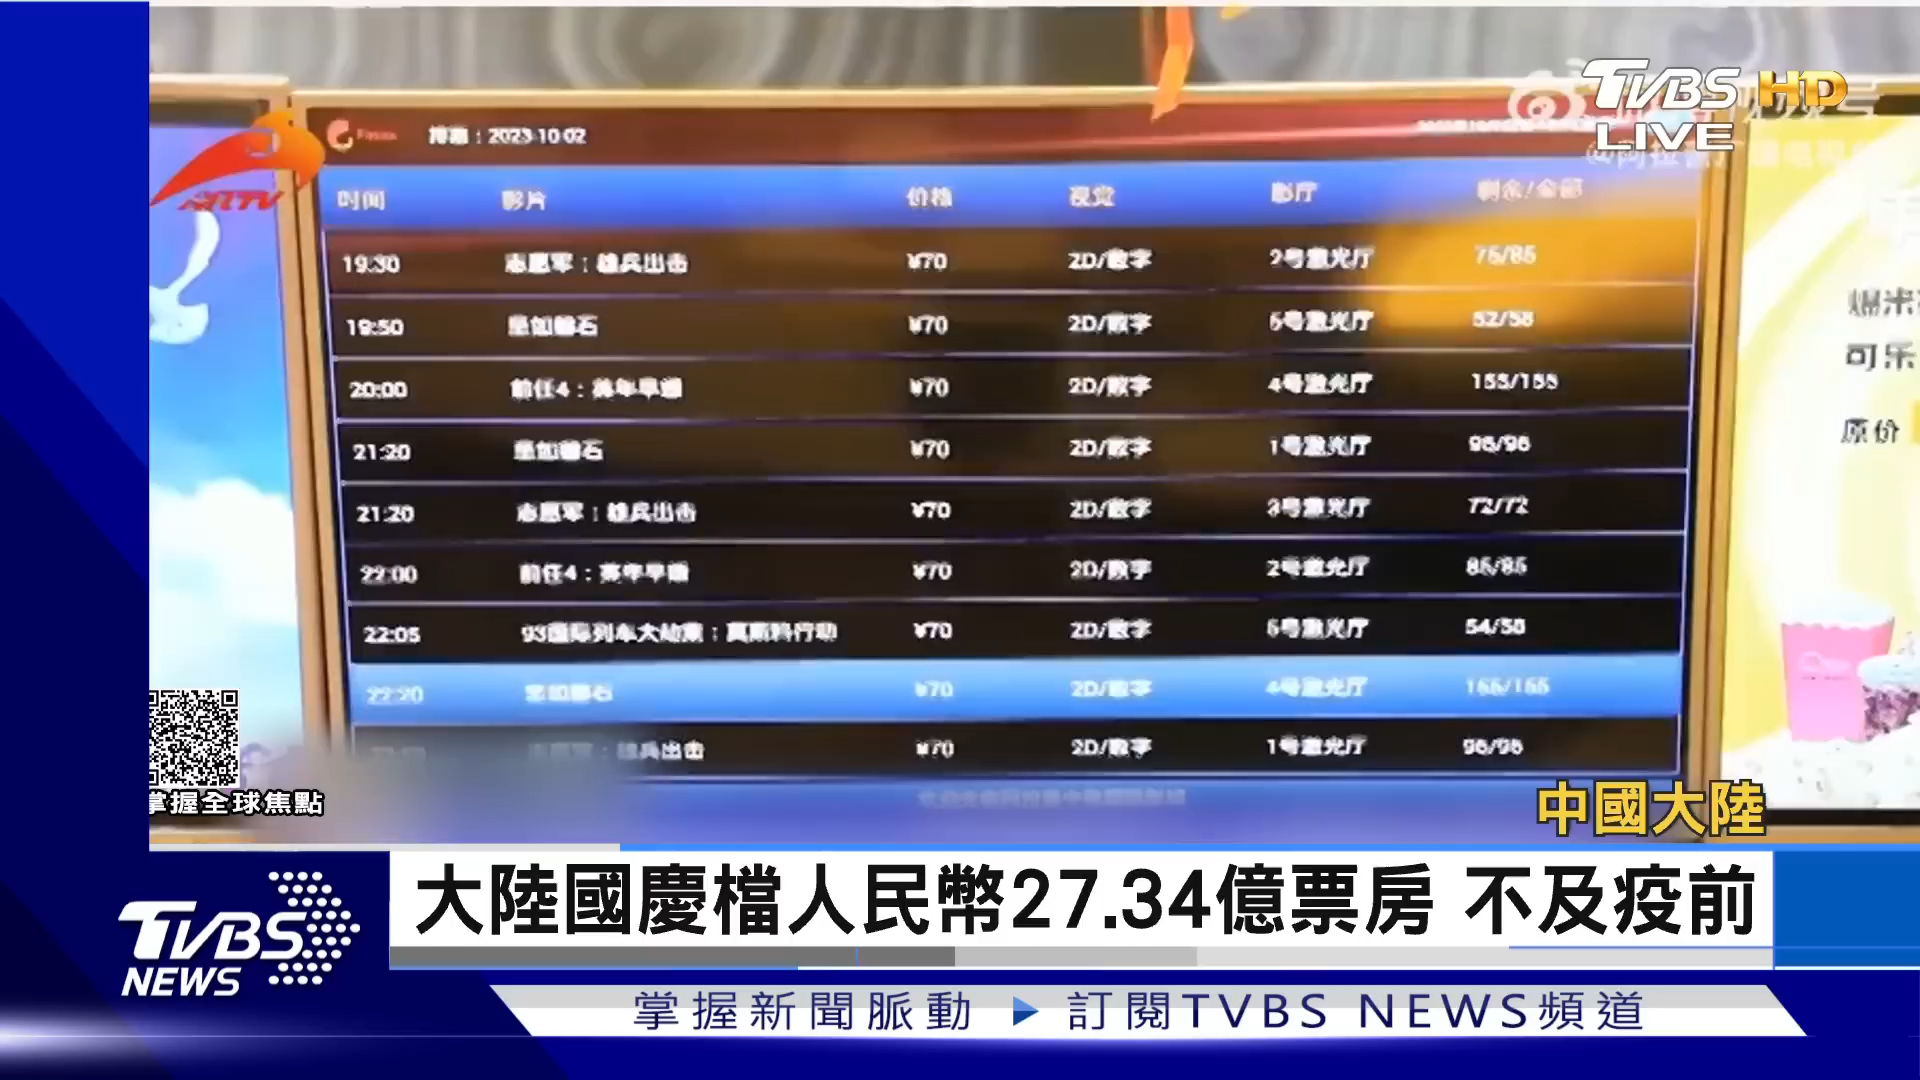 TVBS HD
LIVE
排期：2023-10-02
时间 影片 价格 视觉 影厅 剩余/全部
19:30 志愿军：雄兵出击 ¥70 2D/数字 2号激光厅 75/85
19:50 坚如磐石 ¥70 2D/数字 5号激光厅 52/58
20:00 前任4：英年早婚 ¥70 2D/数字 4号激光厅 155/155
21:20 坚如磐石 ¥70 2D/数字 1号激光厅 96/96
21:20 志愿军：雄兵出击 ¥70 2D/数字 3号激光厅 72/72
22:00 前任4：英年早婚 ¥70 2D/数字 2号激光厅 85/85
22:05 93国际列车大劫案：莫斯科行动 ¥70 2D/数字 5号激光厅 54/58
22:20 坚如磐石 ¥70 2D/数字 4号激光厅 155/155
志愿军：雄兵出击 ¥70 2D/数字 1号激光厅 96/96
爆米
可乐
原价
掌握全球焦點
中國大陸
大陸國慶檔人民幣27.34億票房 不及疫前
TVBS
NEWS
掌握新聞脈動 訂閱TVBS NEWS頻道